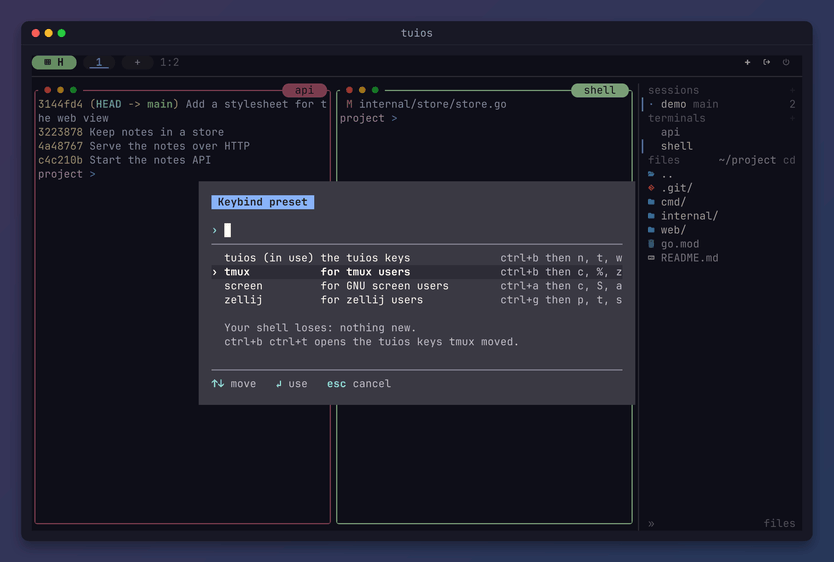 tuios
H 1 + 1:2 +
api
3144fd4 (HEAD -> main) Add a stylesheet for t
he web view
3223878 Keep notes in a store
4a48767 Serve the notes over HTTP
c4c210b Start the notes API
project >
shell
M internal/store/store.go
project >
sessions +
· demo main 2
terminals +
api
shell
files ~/project cd
..
.git/
cmd/
internal/
web/
go.mod
README.md
» files
Keybind preset
›
tuios (in use) the tuios keys ctrl+b then n, t, w
› tmux for tmux users ctrl+b then c, %, z
screen for GNU screen users ctrl+a then c, S, a
zellij for zellij users ctrl+g then p, t, s
Your shell loses: nothing new.
ctrl+b ctrl+t opens the tuios keys tmux moved.
↑↓ move ↲ use esc cancel